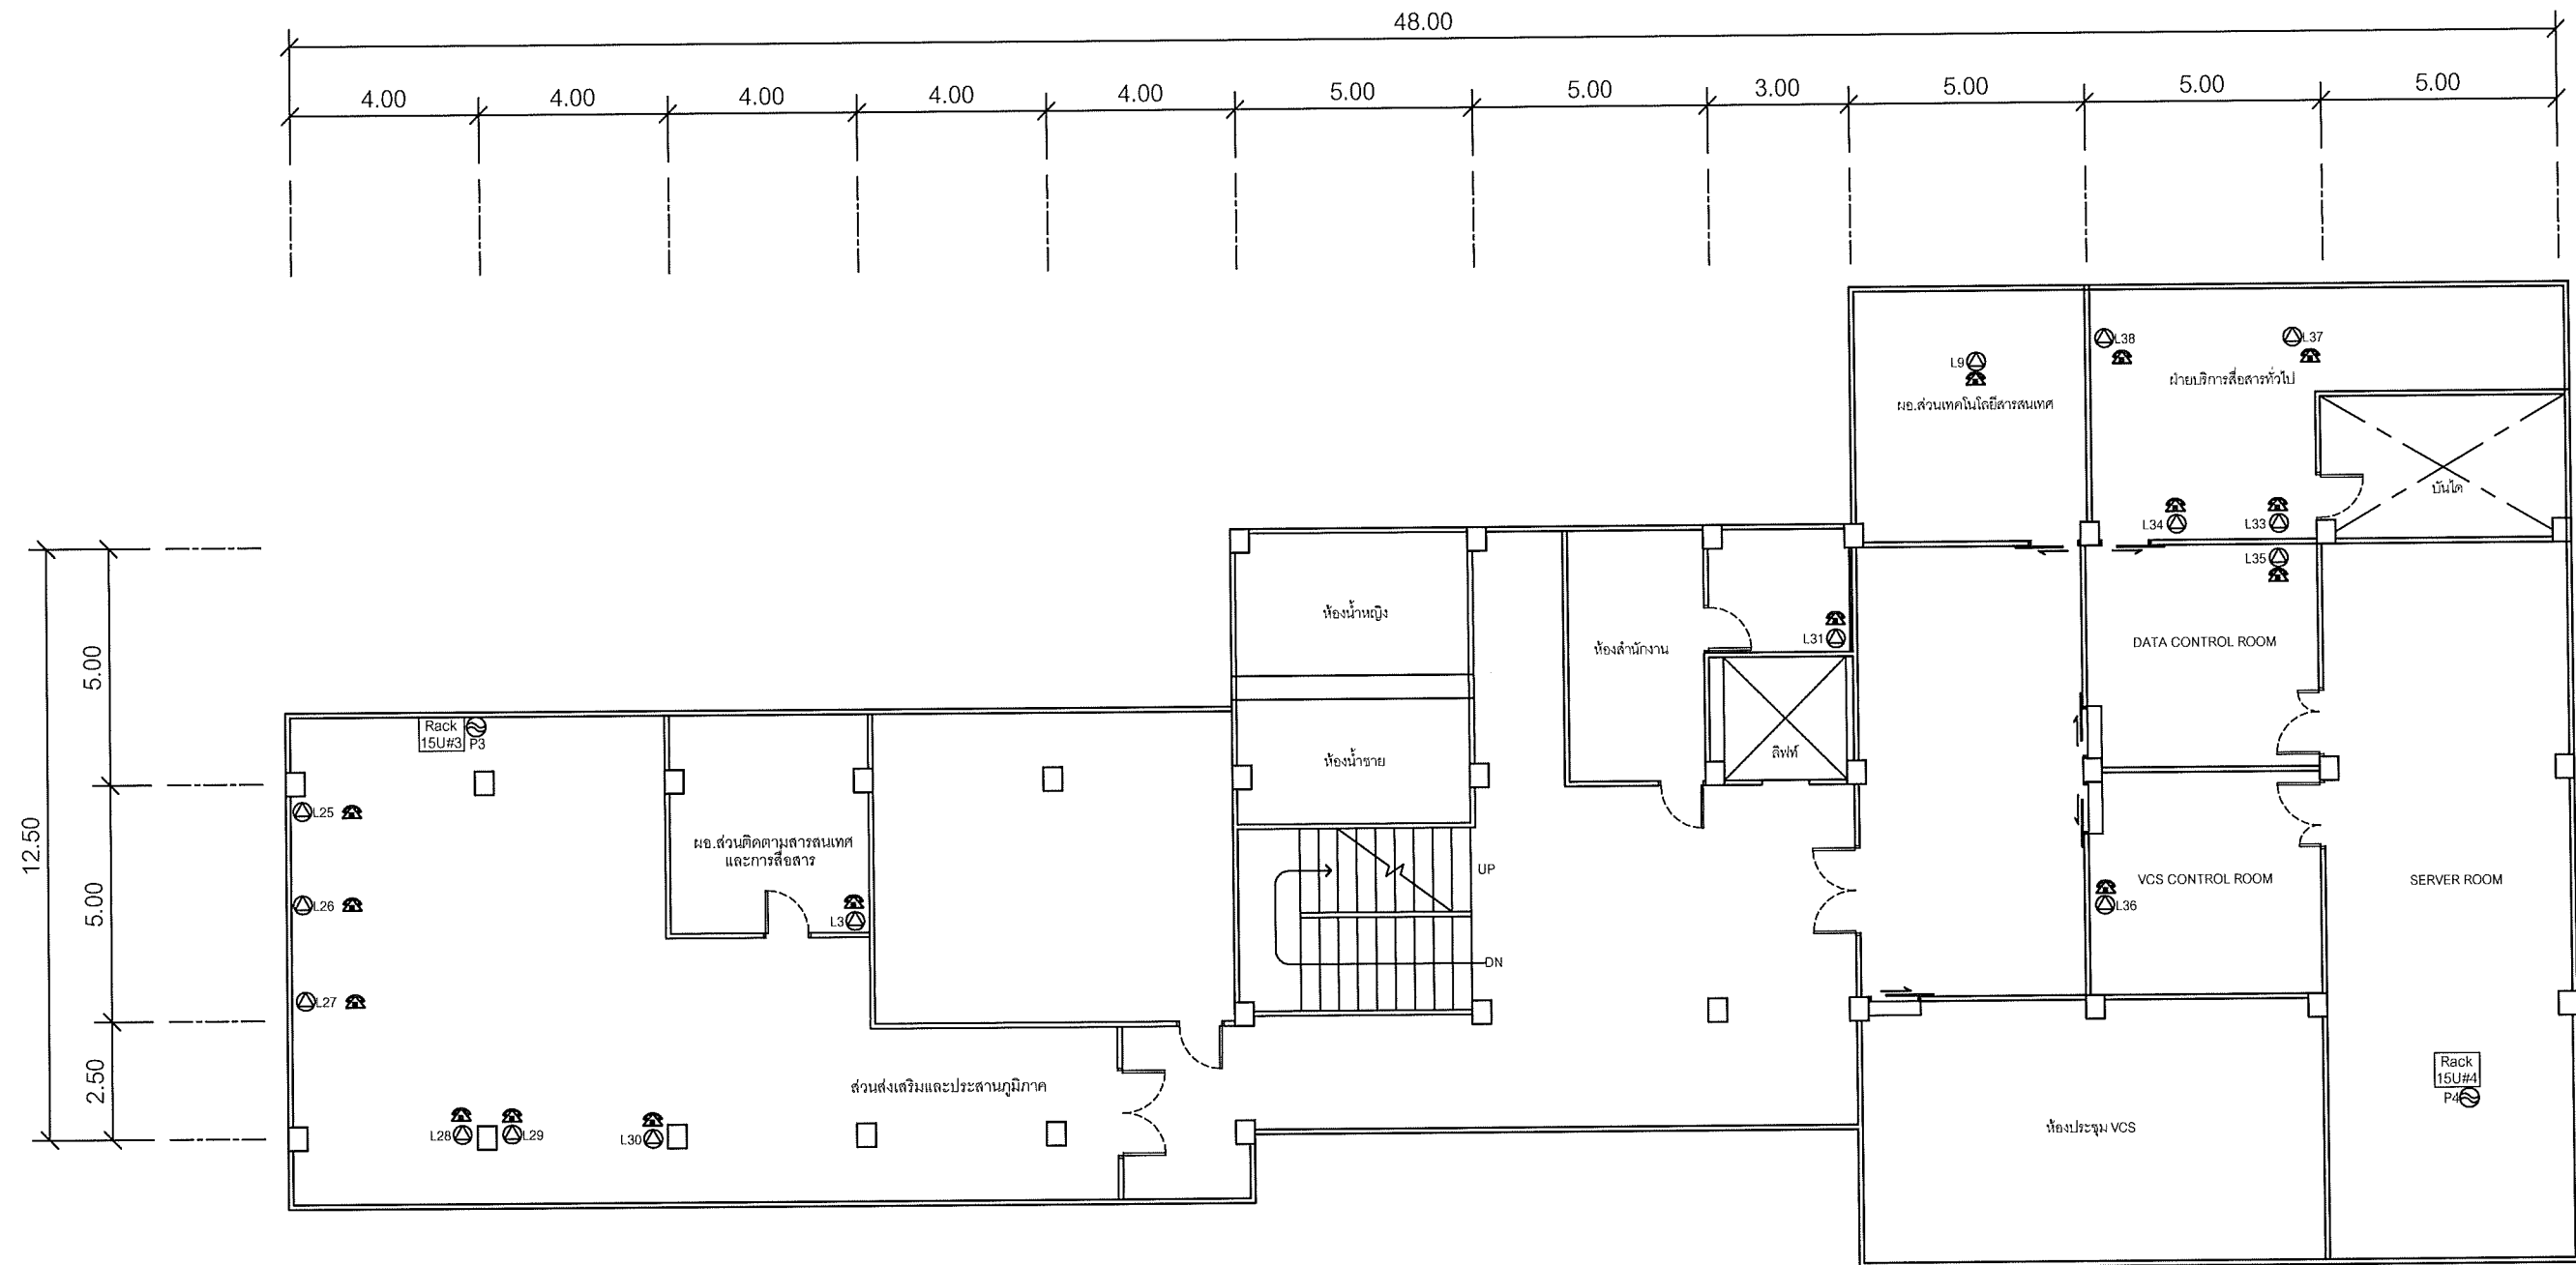 48.00
4.00
4.00
4.00
4.00
4.00
5.00
5.00
3.00
5.00
5.00
5.00
L38
L37
L9
ฝ่ายบริการสื่อสารทั่วไป
ผอ.ส่วนเทคโนโลยีสารสนเทศ
บันได
L34
L33
L35
ห้องน้ำหญิง
L31
DATA CONTROL ROOM
ห้องสำนักงาน
5.00
Rack
15U#3
P3
ลิฟท์
ห้องน้ำชาย
L25
12.50
ผอ.ส่วนติดตามสารสนเทศ
และการสื่อสาร
UP
VCS CONTROL ROOM
SERVER ROOM
5.00
L26
L36
L3
DN
L27
2.50
Rack
15U#4
P4
ส่วนส่งเสริมและประสานภูมิภาค
L28
L29
L30
ห้องประชุม VCS